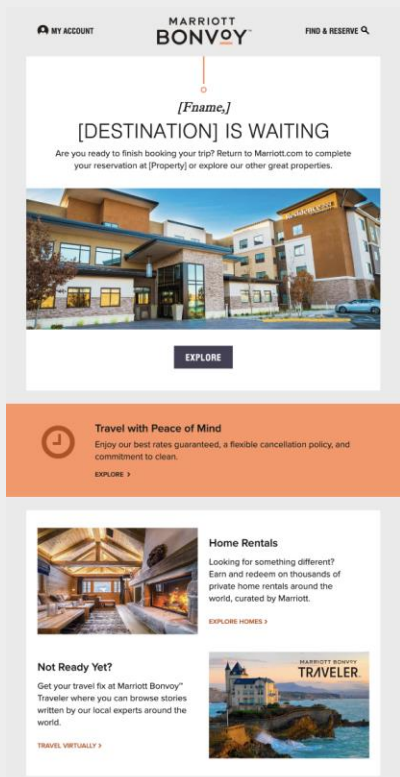 MY ACCOUNT
MARRIOTT
BONVOY™
FIND & RESERVE
[Fname,]
[DESTINATION] IS WAITING
Are you ready to finish booking your trip? Return to Marriott.com to complete
your reservation at [Property] or explore our other great properties.
Residence Inn
EXPLORE
Travel with Peace of Mind
Enjoy our best rates guaranteed, a flexible cancellation policy, and
commitment to clean.
EXPLORE >
Home Rentals
Looking for something different?
Earn and redeem on thousands of
private home rentals around the
world, curated by Marriott.
EXPLORE HOMES >
Not Ready Yet?
Get your travel fix at Marriott Bonvoy™
Traveler where you can browse stories
written by our local experts around the
world.
TRAVEL VIRTUALLY >
MARRIOTT BONVOY
TRAVELER